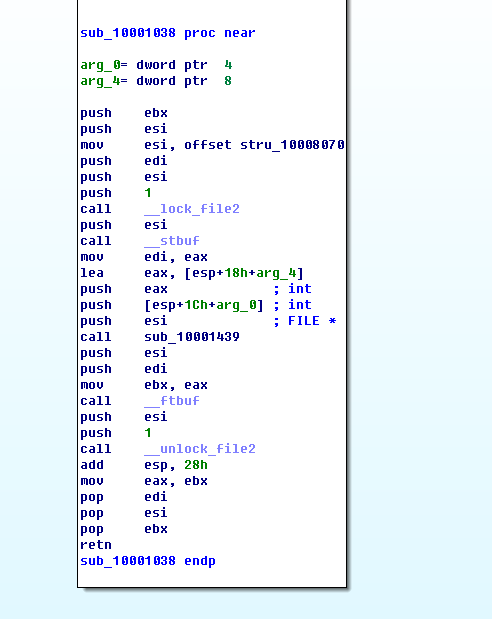 sub_10001038 proc near
arg_0= dword ptr  4
arg_4= dword ptr  8
push    ebx
push    esi
mov     esi, offset stru_10008070
push    edi
push    esi
push    1
call    __lock_file2
push    esi
call    __stbuf
mov     edi, eax
lea     eax, [esp+18h+arg_4]
push    eax             ; int
push    [esp+1Ch+arg_0] ; int
push    esi             ; FILE *
call    sub_10001439
push    esi
push    edi
mov     ebx, eax
call    __ftbuf
push    esi
push    1
call    __unlock_file2
add     esp, 28h
mov     eax, ebx
pop     edi
pop     esi
pop     ebx
retn
sub_10001038 endp